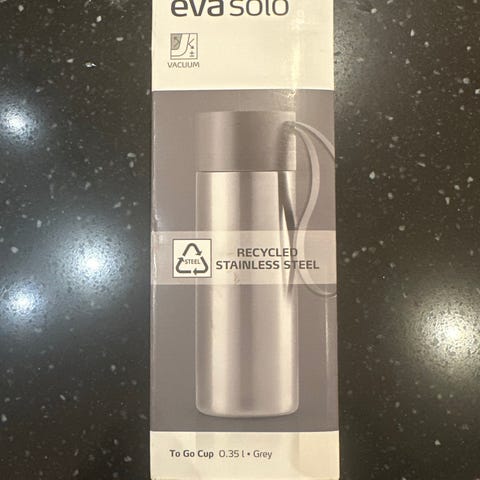 eva solo
VACUUM
STEEL
RECYCLED
STAINLESS STEEL
To Go Cup 0.35 l • Grey